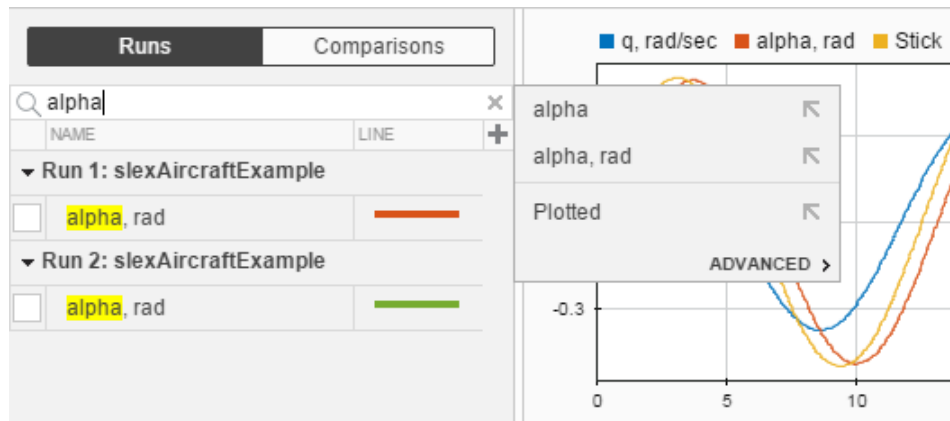 Runs
Comparisons
alpha
NAME
LINE
Run 1: slexAircraftExample
alpha, rad
Run 2: slexAircraftExample
alpha, rad
q, rad/sec
alpha, rad
Stick
alpha
alpha, rad
Plotted
ADVANCED
-0.3
0
5
10